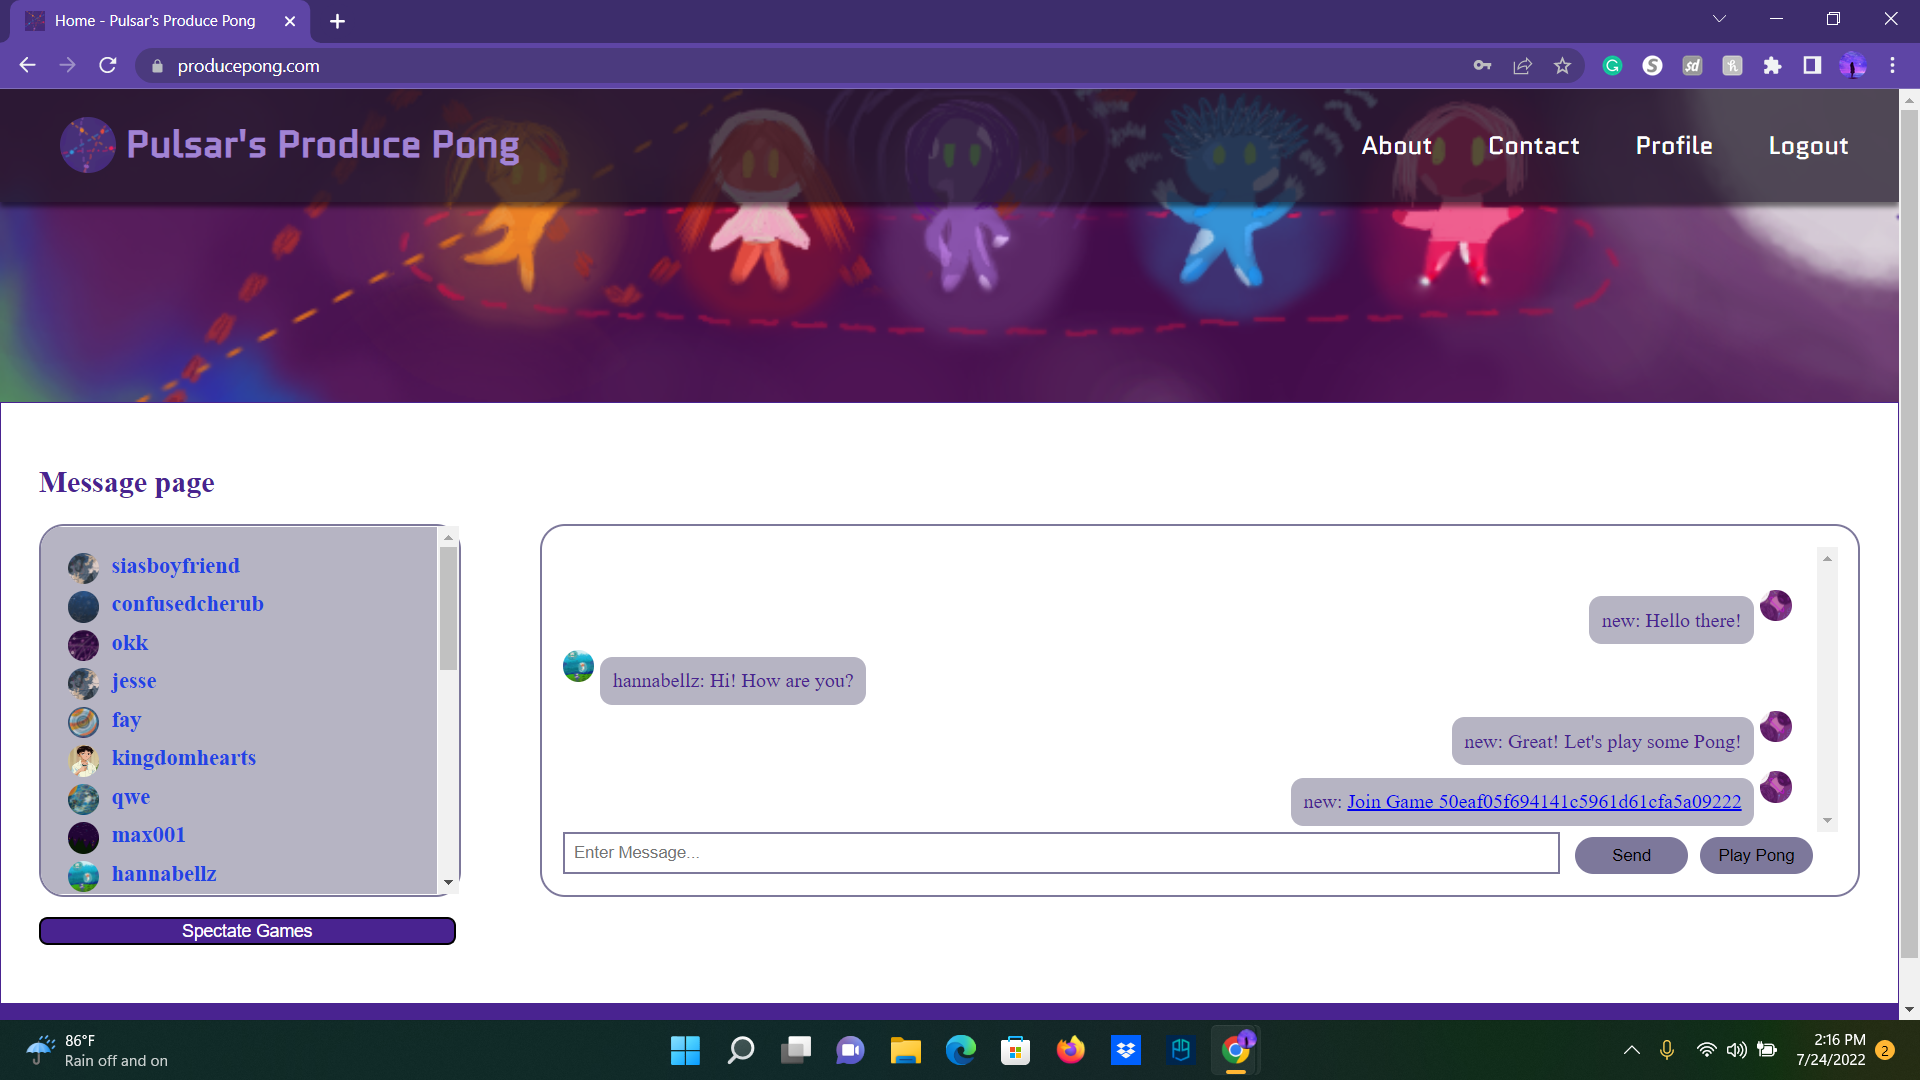 Home - Pulsar's Produce Pong
producepong.com
Pulsar's Produce Pong
About
Contact
Profile
Logout
Message page
siasboyfriend
confusedcherub
okk
jesse
fay
kingdomhearts
qwe
max001
hannabellz
Spectate Games
new: Hello there!
hannabellz: Hi! How are you?
new: Great! Let's play some Pong!
new: Join Game 50eaf05f694141c5961d61cfa5a09222
Enter Message...
Send
Play Pong
86°F
Rain off and on
2:16 PM
7/24/2022
2